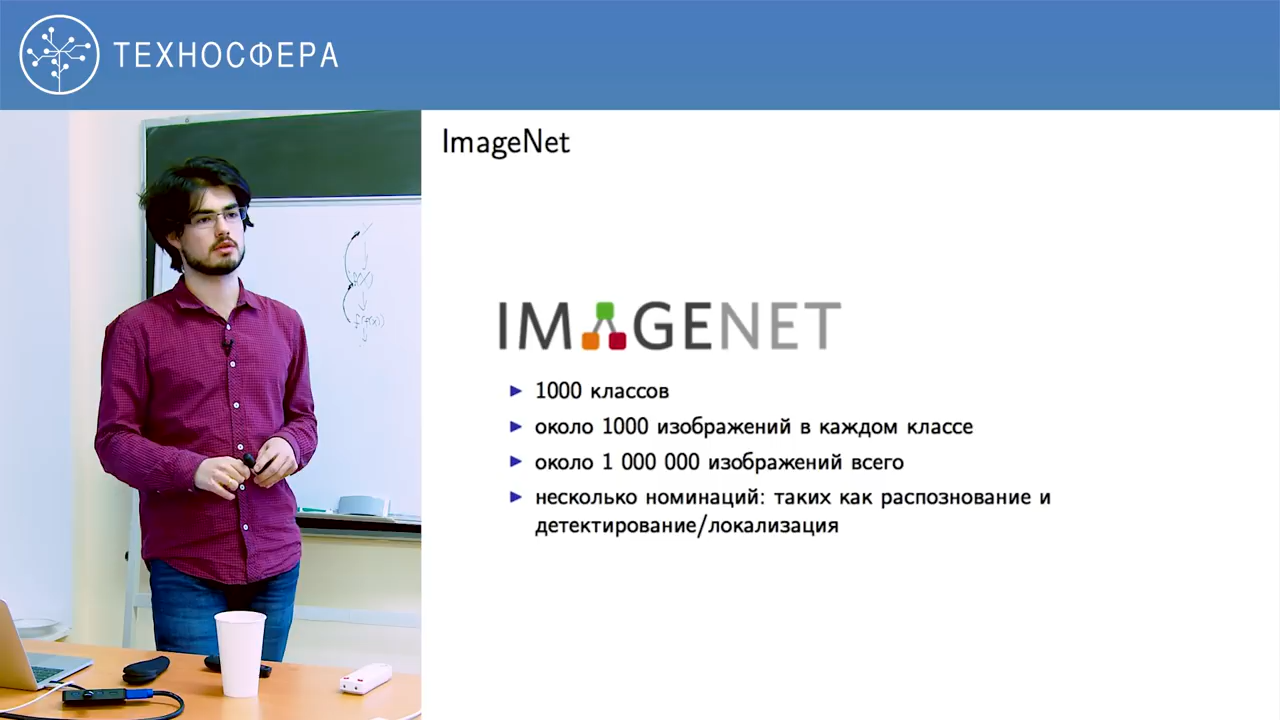 ТЕХНОСФЕРА
ImageNet
IMAGENET
1000 классов
около 1000 изображений в каждом классе
около 1 000 000 изображений всего
несколько номинаций: таких как распознование и
детектирование/локализация